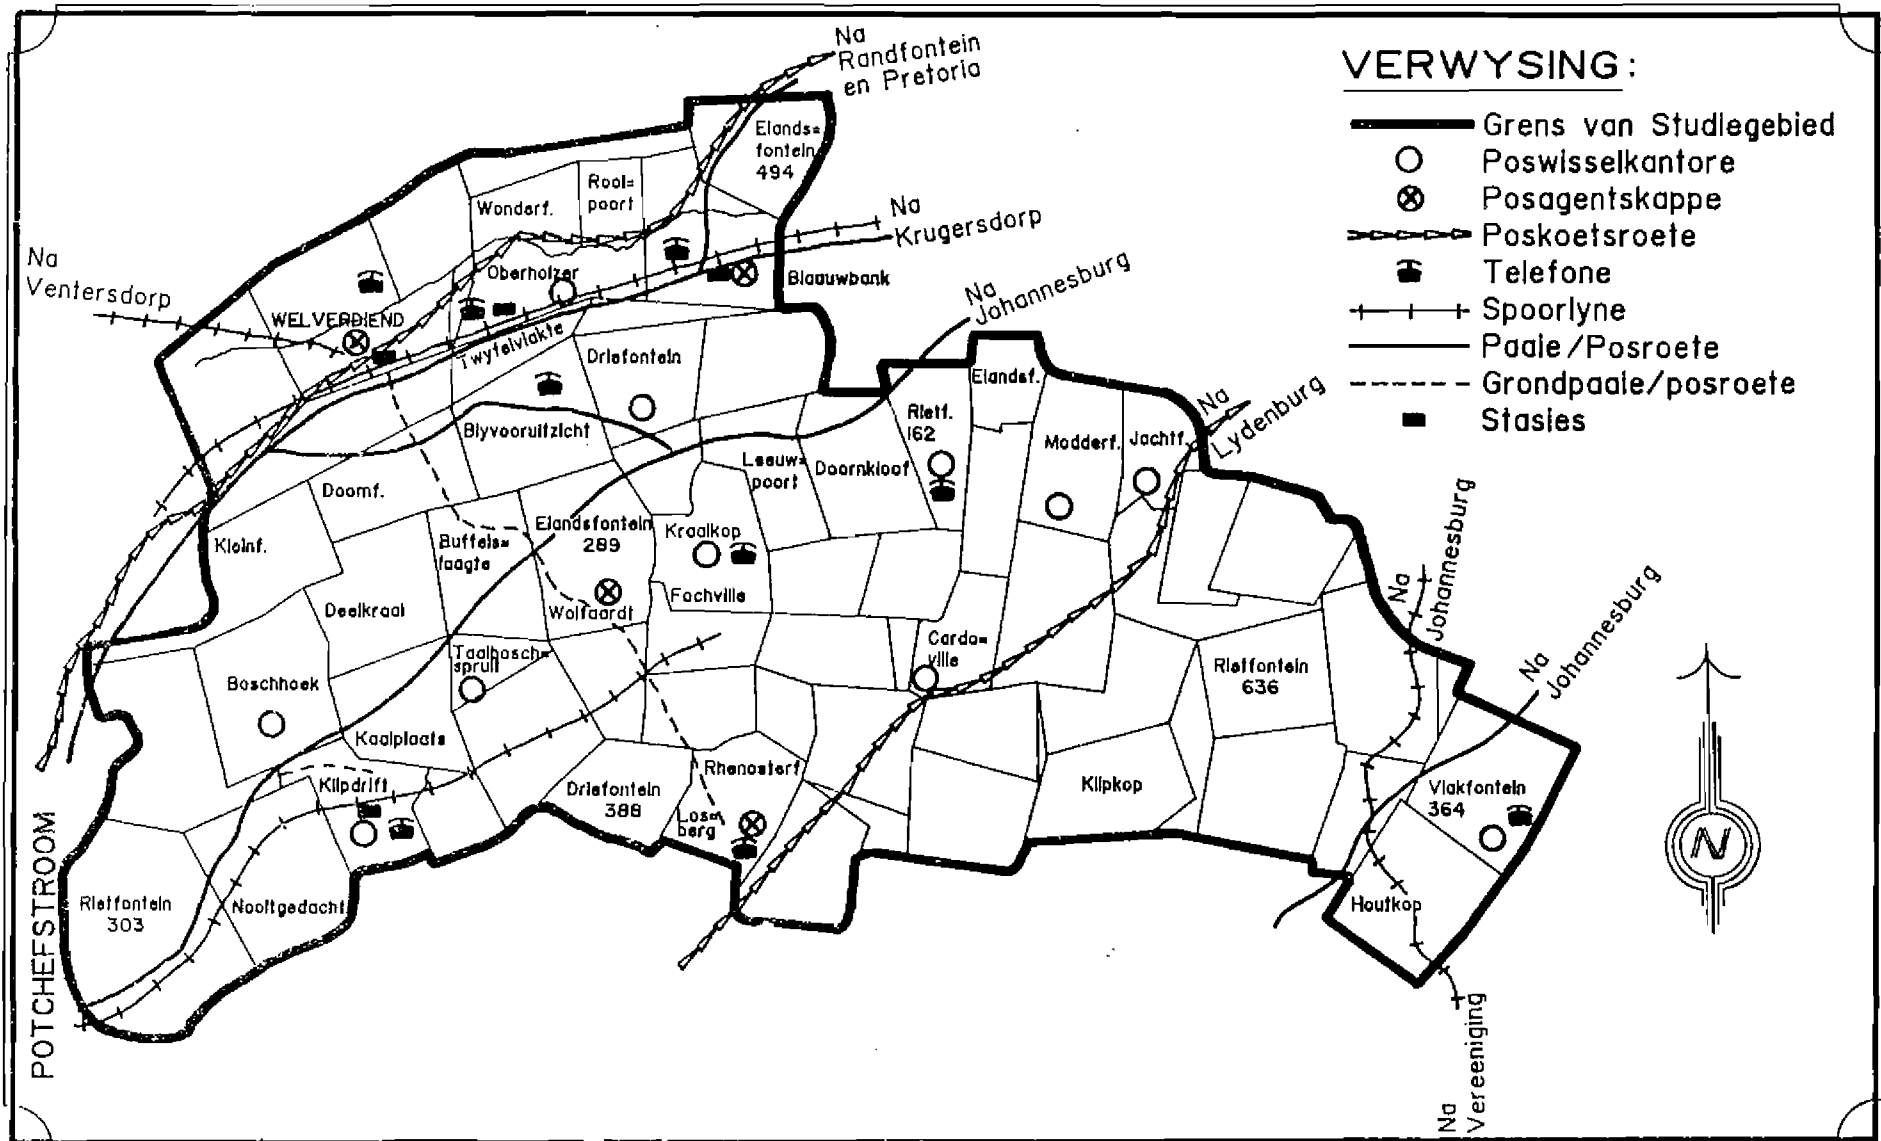 VERWYSING:
Grens van Studiegebied
Poswisselkantore
Posagentskappe
Poskoetsroete
Telefone
Spoorlyne
Paaie/Posroete
Grondpaaie/posroete
Stasies
Na
Randfontein
en Pretoria
Elands=
fontein
494
Rooi=
poort
Wonderf.
Na
Krugersdorp
Na
Ventersdorp
Oberholzer
Blaauwbank
Na
Johannesburg
WELVERDIEND
Twyfelvlakte
Driefontein
Elandsf.
Na
Lydenburg
Rietf.
162
Blyvooruitzicht
Modderf.
Jachtf.
Leeuw=
poort
Doornkloof
Doornf.
Na
Johannesburg
Kleinf.
Buffels=
laagte
Elandsfontein
289
Kraalkop
Fochville
Deelkraal
Wolfaardt
Na
Johannesburg
Taaibosch=
spruit
Cardo=
ville
Rietfontein
636
Boschhoek
Kaalplaats
Rhenosterf.
Klipdrift
Driefontein
388
Klipkop
Vlakfontein
364
Los=
berg
POTCHEFSTROOM
Rietfontein
303
Nooitgedacht
Houtkop
Na
Vereeniging
N